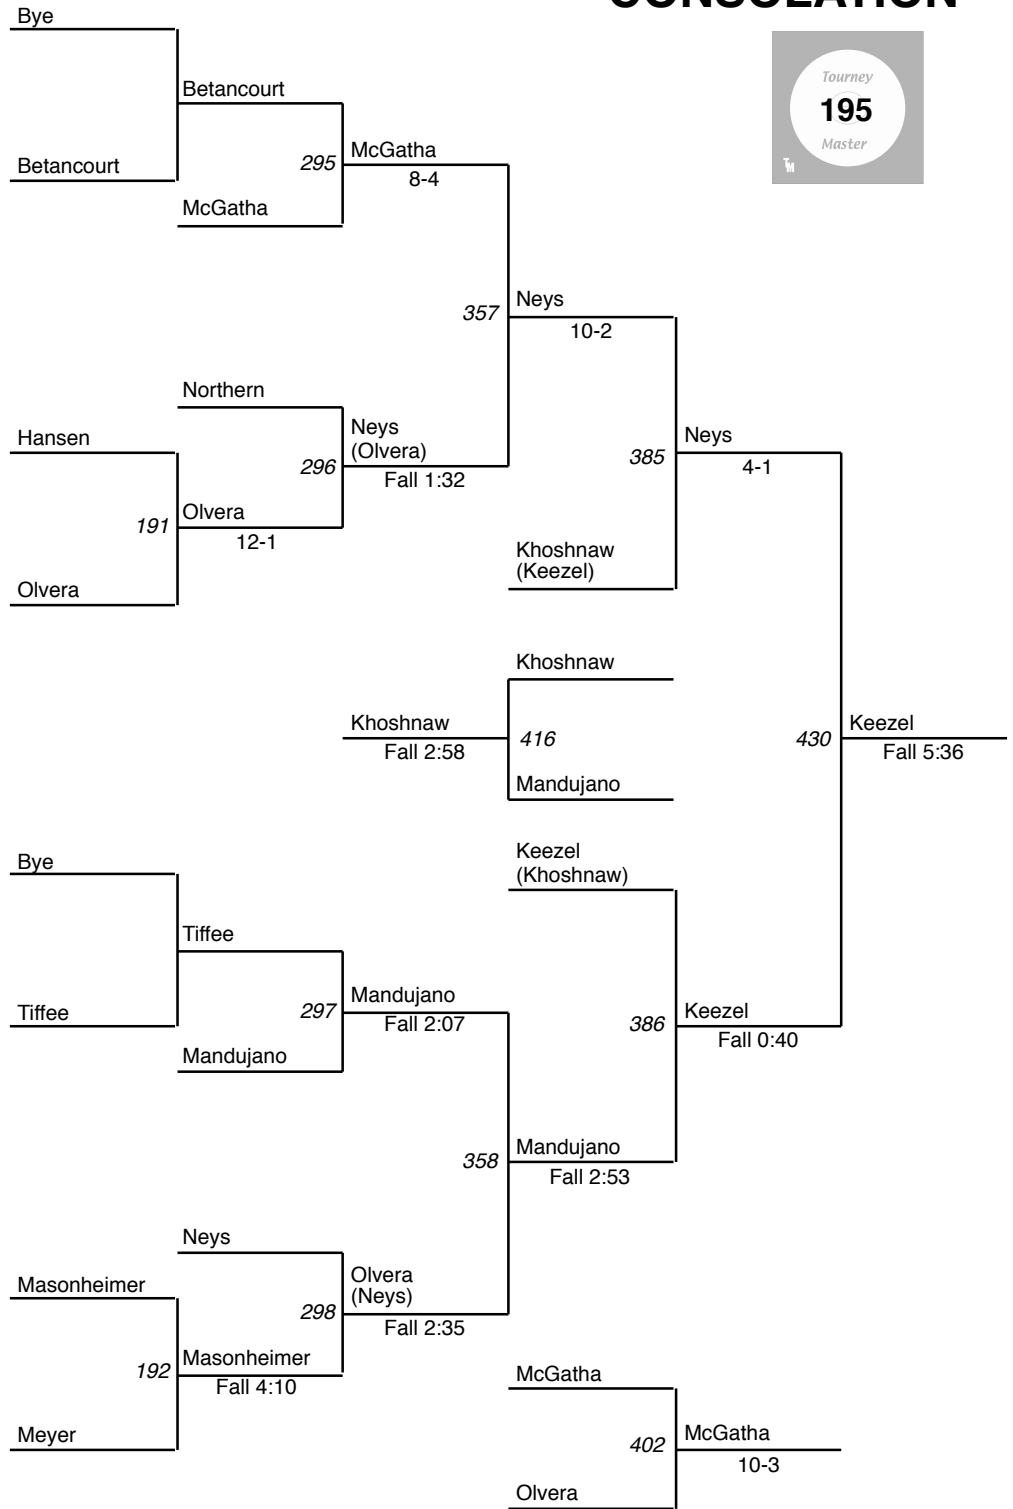 CONSOLATION
Bye
Tourney
195
Master
TM
Betancourt
295
McGatha
8-4
Betancourt
McGatha
357
Neys
10-2
Northern
Hansen
Neys
(Olvera)
296
Fall 1:32
Neys
385
4-1
191
Olvera
12-1
Khoshnaw
(Keezel)
Olvera
Khoshnaw
Khoshnaw
Fall 2:58
416
430
Keezel
Fall 5:36
Mandujano
Keezel
(Khoshnaw)
Bye
Tiffee
297
Mandujano
Fall 2:07
386
Keezel
Fall 0:40
Tiffee
Mandujano
358
Mandujano
Fall 2:53
Neys
Masonheimer
Olvera
(Neys)
298
Fall 2:35
192
Masonheimer
Fall 4:10
McGatha
Meyer
402
McGatha
10-3
Olvera